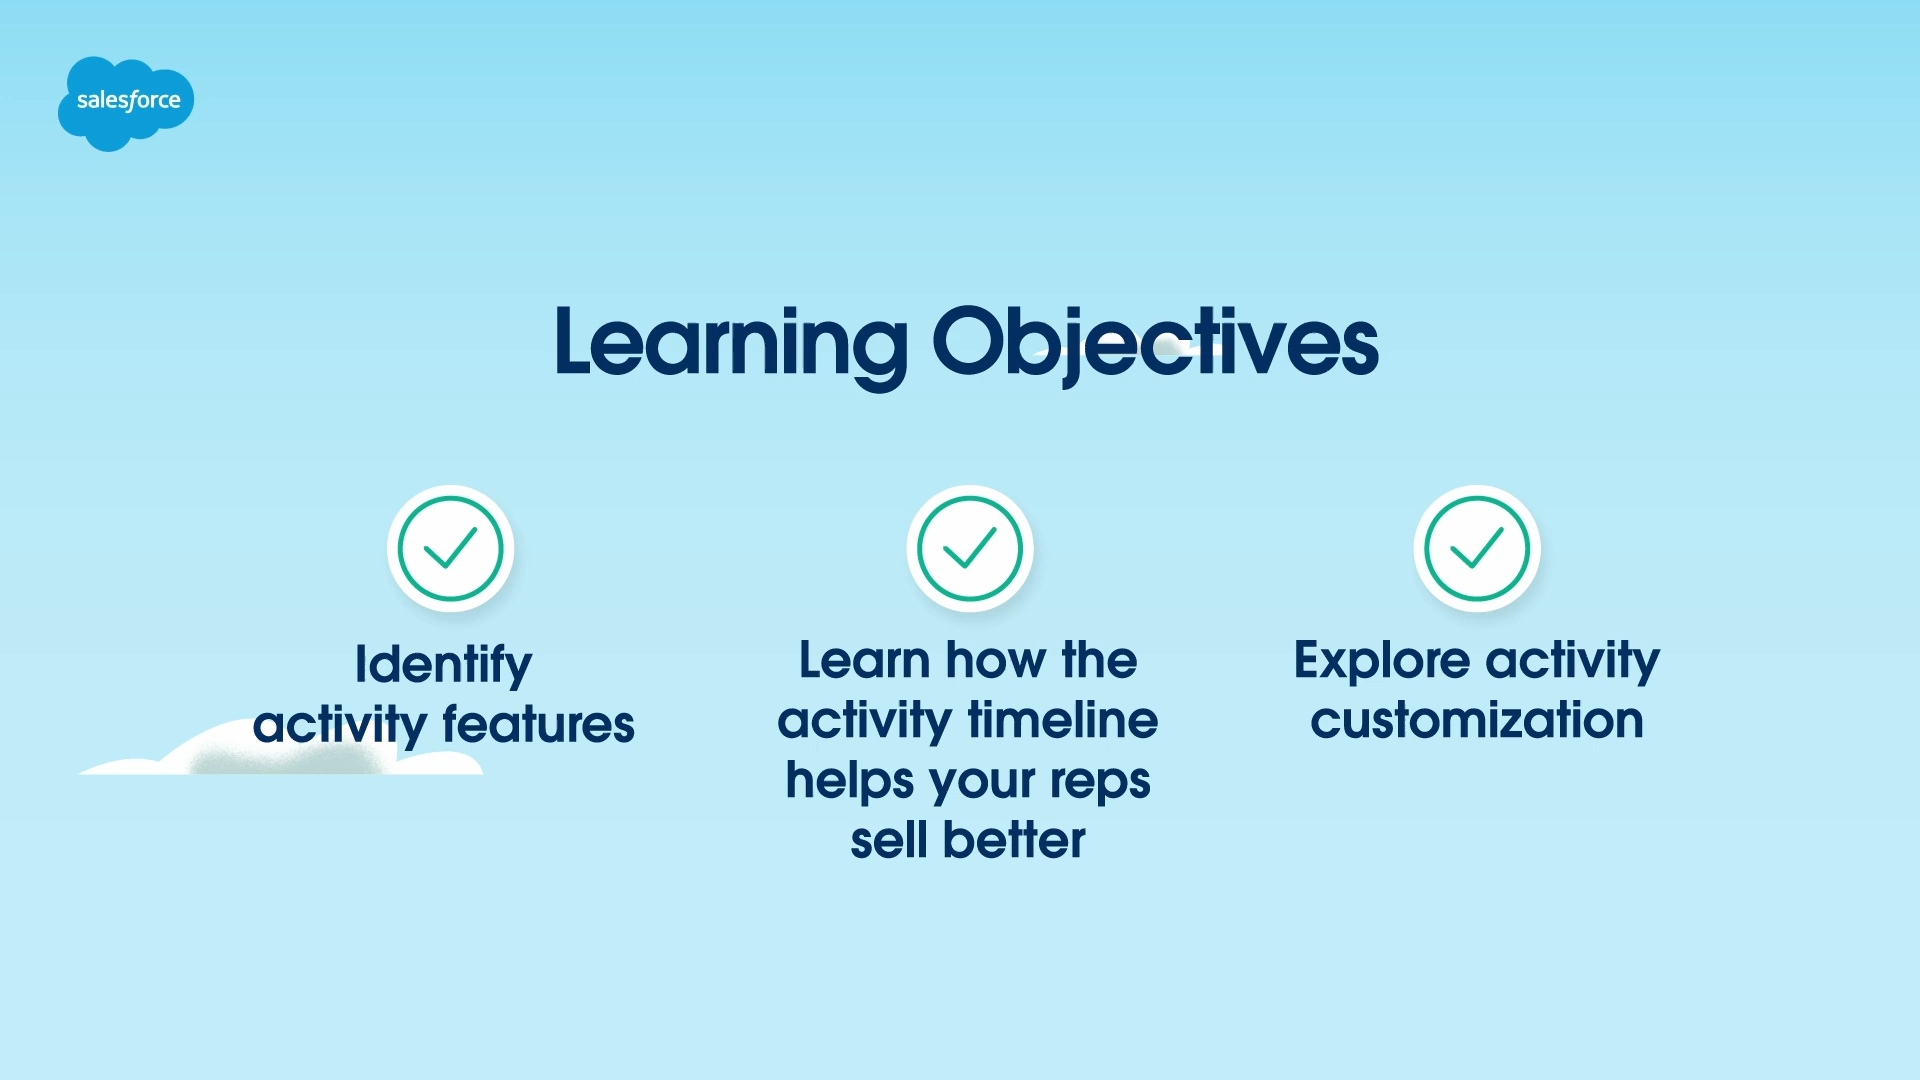 salesforce
Learning Objectives
Identify
activity features
Learn how the
activity timeline
helps your reps
sell better
Explore activity
customization